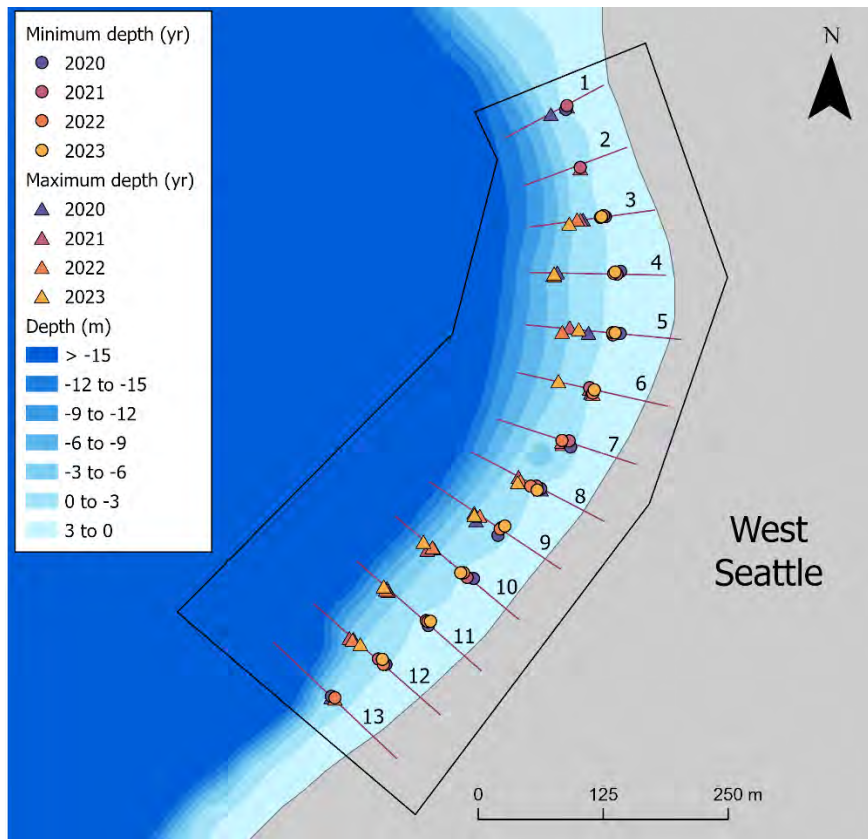 Minimum depth (yr)
2020
2021
2022
2023
Maximum depth (yr)
2020
2021
2022
2023
Depth (m)
> -15
-12 to -15
-9 to -12
-6 to -9
-3 to -6
0 to -3
3 to 0
N
1
2
3
4
5
6
7
8
9
10
11
12
13
West
Seattle
0 125 250 m